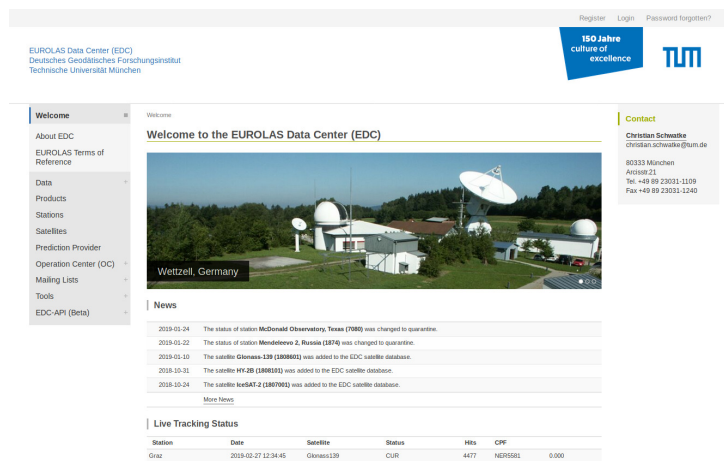 Register Login Password forgotten?
EUROLAS Data Center (EDC)
Deutsches Geodätisches Forschungsinstitut
Technische Universität München
150 Jahre
culture of
excellence
TUM
Welcome
About EDC
EUROLAS Terms of
Reference
Data
Products
Stations
Satellites
Prediction Provider
Operation Center (OC)
Mailing Lists
Tools
EDC-API (Beta)
Welcome
Welcome to the EUROLAS Data Center (EDC)
Wettzell, Germany
News
2019-01-24 The status of station McDonald Observatory, Texas (7080) was changed to quarantine.
2019-01-22 The status of station Mendeleevo 2, Russia (1874) was changed to quarantine.
2019-01-10 The satellite Glonass-139 (1808601) was added to the EDC satellite database.
2018-10-31 The satellite HY-2B (1808101) was added to the EDC satellite database.
2018-10-24 The satellite IceSAT-2 (1807001) was added to the EDC satellite database.
More News
Live Tracking Status
Station Date Satellite Status Hits CPF
Graz 2019-02-27 12:34:45 Glonass139 CUR 4477 NER5581 0.000
Contact
Christian Schwatke
christian.schwatke@tum.de
80333 München
Arcisstr.21
Tel. +49 89 23031-1109
Fax +49 89 23031-1240